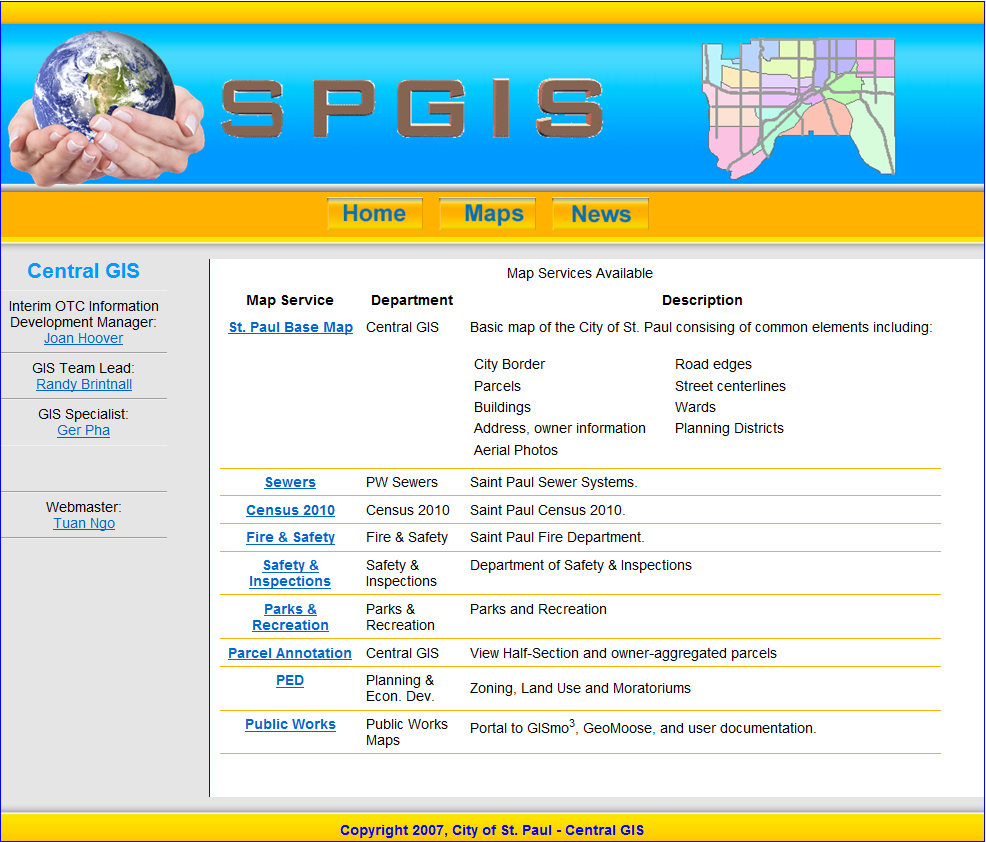 SPGIS
Home Maps News
Central GIS
Interim OTC Information
Development Manager:
Joan Hoover
GIS Team Lead:
Randy Brintnall
GIS Specialist:
Ger Pha
Webmaster:
Tuan Ngo
Map Services Available
Map Service Department Description
St. Paul Base Map Central GIS Basic map of the City of St. Paul consising of common elements including:
City Border Road edges
Parcels Street centerlines
Buildings Wards
Address, owner information Planning Districts
Aerial Photos
Sewers PW Sewers Saint Paul Sewer Systems.
Census 2010 Census 2010 Saint Paul Census 2010.
Fire & Safety Fire & Safety Saint Paul Fire Department.
Safety & Safety & Department of Safety & Inspections
Inspections Inspections
Parks & Parks & Parks and Recreation
Recreation Recreation
Parcel Annotation Central GIS View Half-Section and owner-aggregated parcels
PED Planning & Zoning, Land Use and Moratoriums
Econ. Dev.
Public Works Public Works Portal to GISmo³, GeoMoose, and user documentation.
Maps
Copyright 2007, City of St. Paul - Central GIS